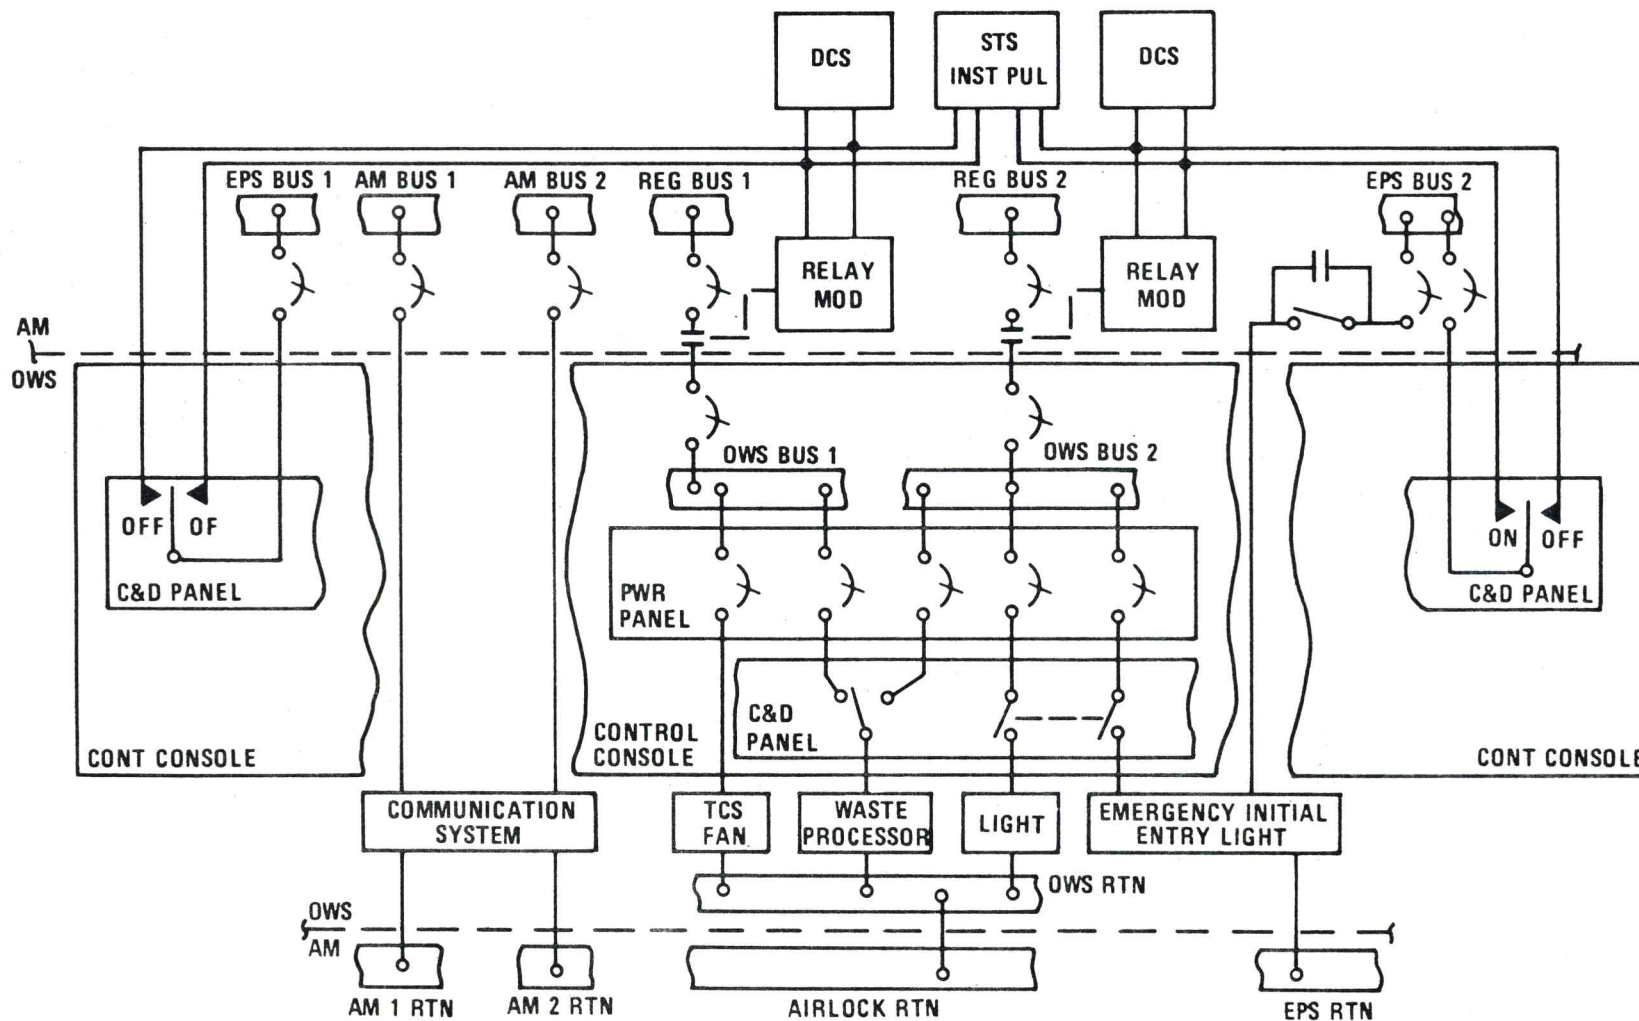 DCS
STS
INST PUL
DCS
EPS BUS 1
AM BUS 1
AM BUS 2
REG BUS 1
REG BUS 2
EPS BUS 2
RELAY
MOD
RELAY
MOD
AM
OWS
OWS BUS 1
OWS BUS 2
OFF
OF
C&D PANEL
ON
OFF
C&D PANEL
PWR
PANEL
C&D
PANEL
CONTROL
CONSOLE
CONT CONSOLE
CONT CONSOLE
COMMUNICATION
SYSTEM
TCS
FAN
WASTE
PROCESSOR
LIGHT
EMERGENCY INITIAL
ENTRY LIGHT
OWS RTN
OWS
AM
AM 1 RTN
AM 2 RTN
AIRLOCK RTN
EPS RTN